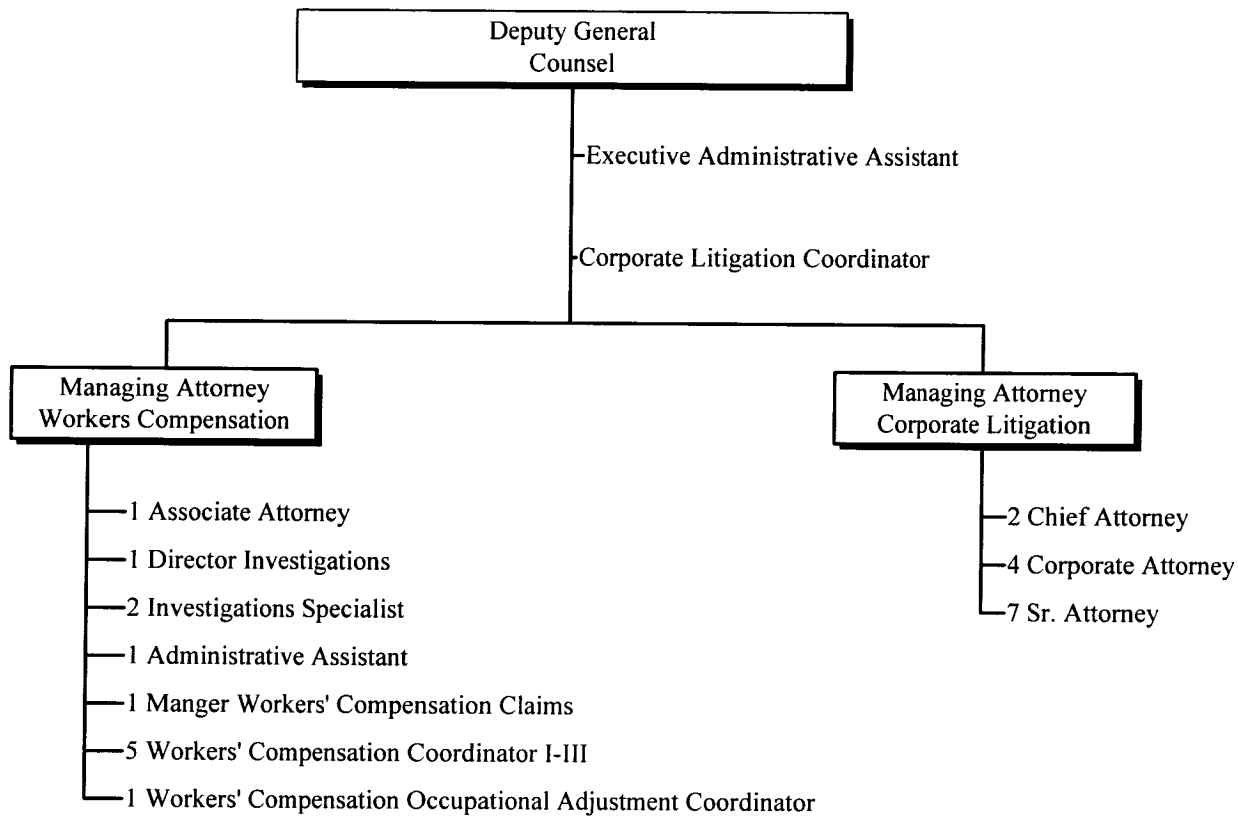 Deputy General
Counsel
Executive Administrative Assistant
Corporate Litigation Coordinator
Managing Attorney
Workers Compensation
Managing Attorney
Corporate Litigation
1 Associate Attorney
1 Director Investigations
2 Investigations Specialist
1 Administrative Assistant
1 Manger Workers' Compensation Claims
5 Workers' Compensation Coordinator I-III
1 Workers' Compensation Occupational Adjustment Coordinator
2 Chief Attorney
4 Corporate Attorney
7 Sr. Attorney